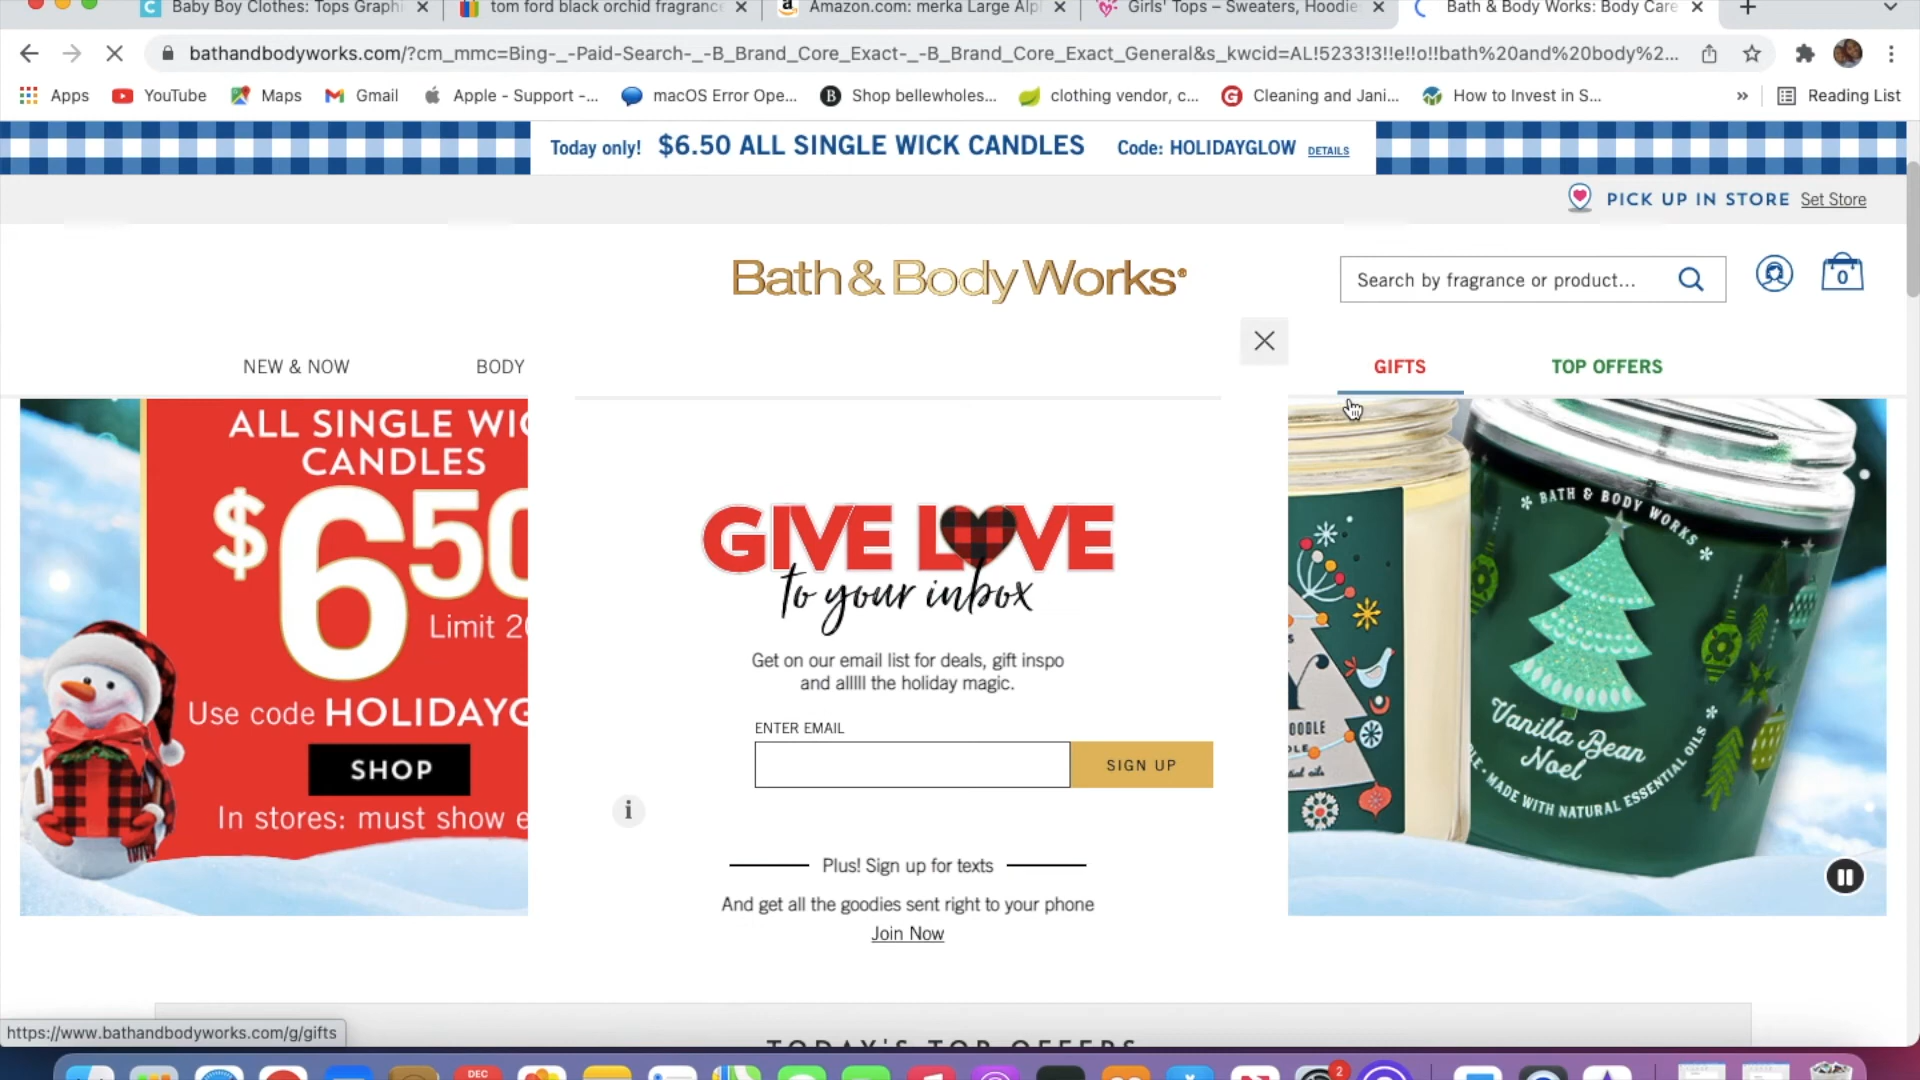 Baby Boy Clothes: Tops Graphi
tom ford black orchid fragranc
Amazon.com: merka Large Alp
Girls' Tops – Sweaters, Hoodie
Bath & Body Works: Body Care
bathandbodyworks.com/?cm_mmc=Bing-_-Paid-Search-_-B_Brand_Core_Exact-_-B_Brand_Core_Exact_General&s_kwcid=AL!5233!3!!e!!o!!bath%20and%20body%2...
Apps
YouTube
Maps
Gmail
Apple - Support -...
macOS Error Ope...
Shop bellewholes...
clothing vendor, c...
Cleaning and Jani...
How to Invest in S...
»
Reading List
Today only! $6.50 ALL SINGLE WICK CANDLES Code: HOLIDAYGLOW DETAILS
PICK UP IN STORE Set Store
Bath & Body Works®
Search by fragrance or product...
0
NEW & NOW
BODY
GIFTS
TOP OFFERS
ALL SINGLE WIC
CANDLES
$650
Limit 20
Use code HOLIDAYG
SHOP
In stores: must show e
GIVE LOVE
to your inbox
Get on our email list for deals, gift inspo
and alllll the holiday magic.
ENTER EMAIL
SIGN UP
i
Plus! Sign up for texts
And get all the goodies sent right to your phone
Join Now
BATH & BODY WORKS
Vanilla Bean
Noel
MADE WITH NATURAL ESSENTIAL OILS
TODAY'S TOP OFFERS
https://www.bathandbodyworks.com/g/gifts
DEC
2